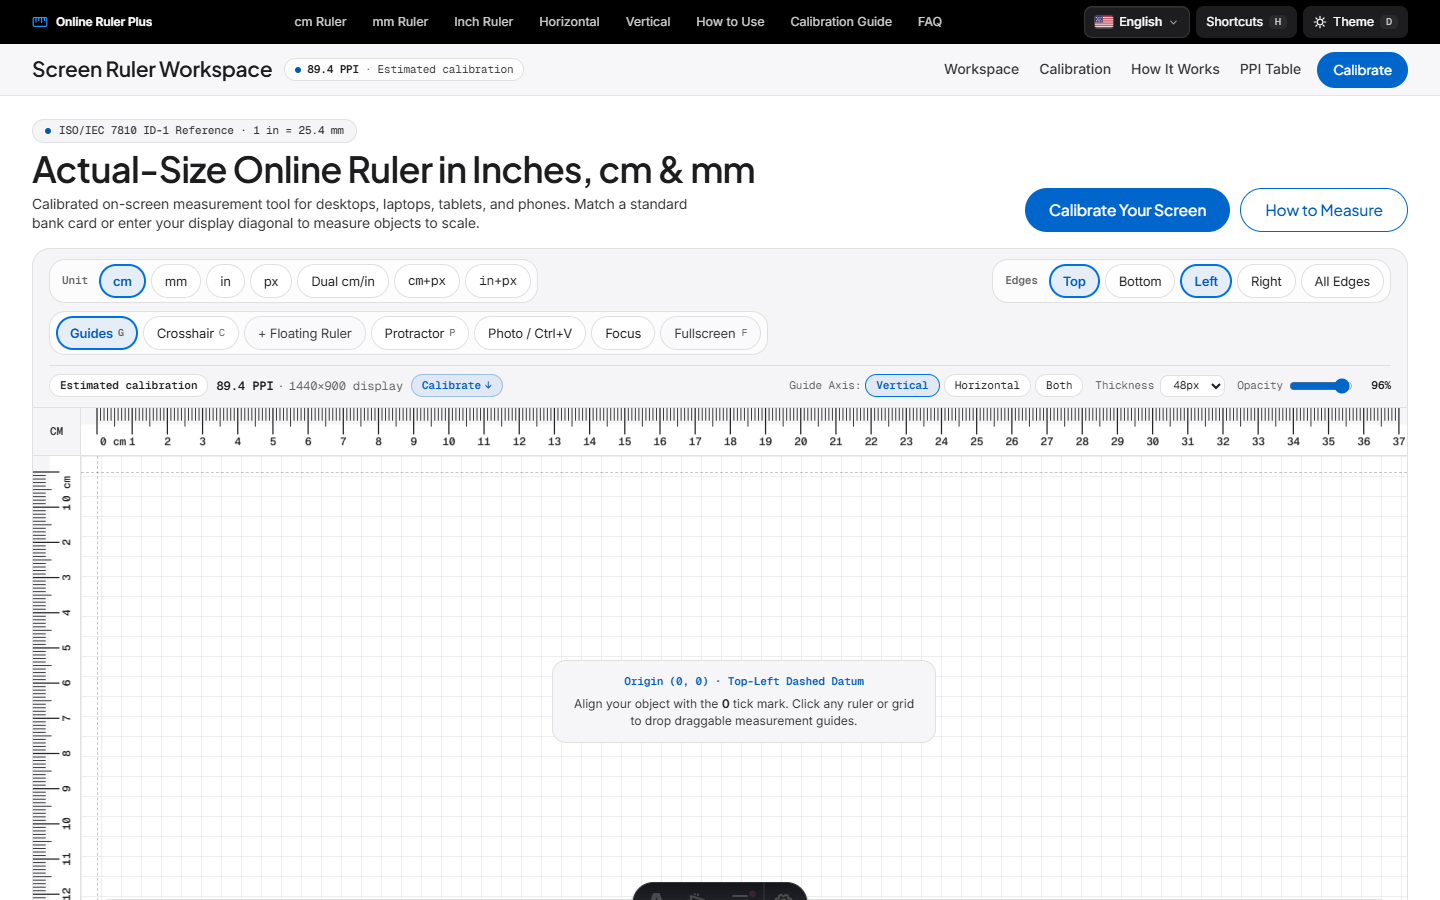 Online Ruler Plus
cm Ruler mm Ruler Inch Ruler Horizontal Vertical How to Use Calibration Guide FAQ
English Shortcuts H Theme D
Screen Ruler Workspace 89.4 PPI · Estimated calibration
Workspace Calibration How It Works PPI Table Calibrate
ISO/IEC 7810 ID-1 Reference · 1 in = 25.4 mm
Actual-Size Online Ruler in Inches, cm & mm
Calibrated on-screen measurement tool for desktops, laptops, tablets, and phones. Match a standard
bank card or enter your display diagonal to measure objects to scale.
Calibrate Your Screen How to Measure
Unit cm mm in px Dual cm/in cm+px in+px
Edges Top Bottom Left Right All Edges
Guides G Crosshair C + Floating Ruler Protractor P Photo / Ctrl+V Focus Fullscreen F
Estimated calibration 89.4 PPI · 1440×900 display Calibrate ↓
Guide Axis: Vertical Horizontal Both Thickness 48px Opacity 96%
CM
0 cm 1 2 3 4 5 6 7 8 9 10 11 12 13 14 15 16 17 18 19 20 21 22 23 24 25 26 27 28 29 30 31 32 33 34 35 36 37
0 cm
1
2
3
4
5
6
7
8
9
10
11
12
Origin (0, 0) · Top-Left Dashed Datum
Align your object with the 0 tick mark. Click any ruler or grid
to drop draggable measurement guides.